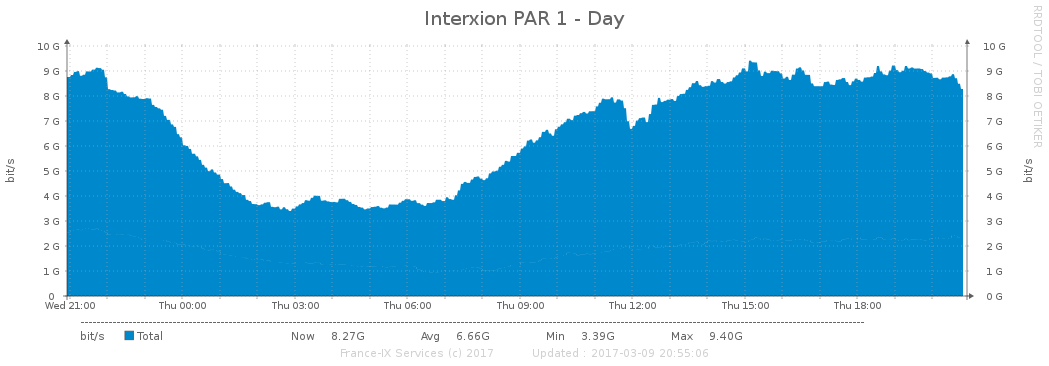 Interxion PAR 1 - Day
RRDTOOL / TOBI OETIKER
10 G 10 G
9 G 9 G
8 G 8 G
7 G 7 G
6 G 6 G
5 G 5 G
4 G 4 G
3 G 3 G
2 G 2 G
1 G 1 G
0 0 G
bit/s bit/s
Wed 21:00 Thu 00:00 Thu 03:00 Thu 06:00 Thu 09:00 Thu 12:00 Thu 15:00 Thu 18:00
bit/s Total Now 8.27G Avg 6.66G Min 3.39G Max 9.40G
France-IX Services (c) 2017 Updated : 2017-03-09 20:55:06